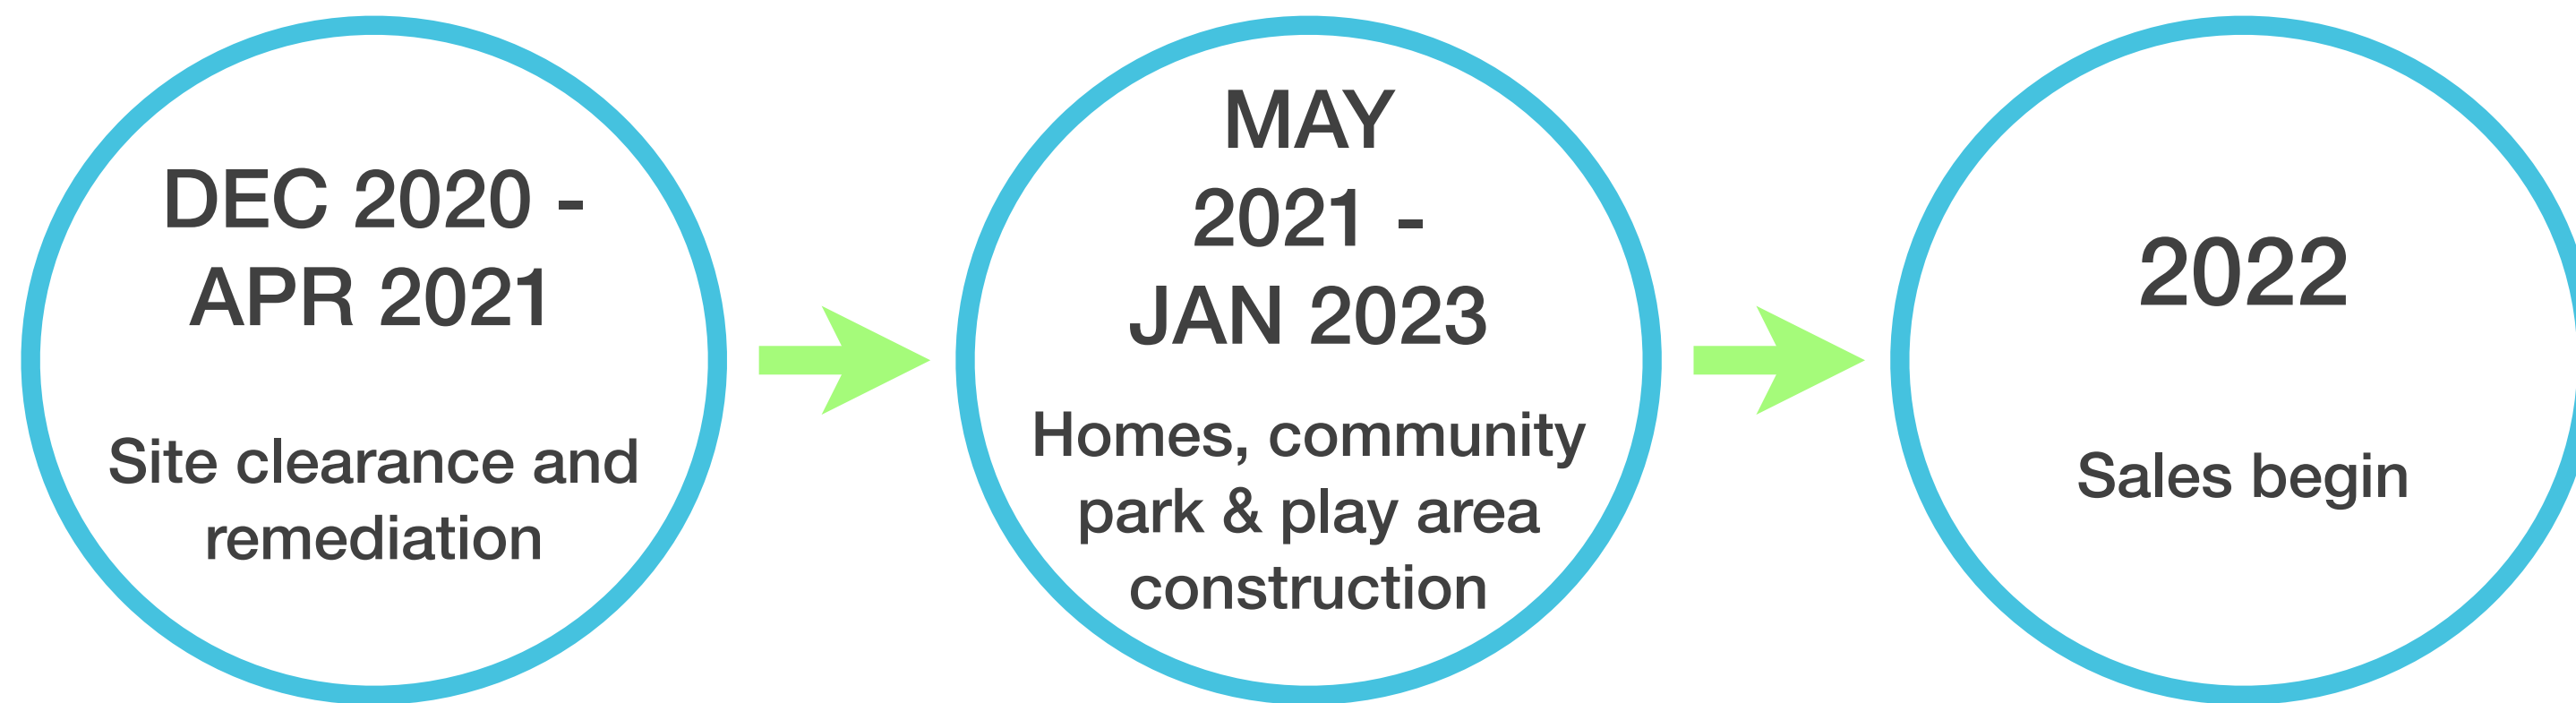 DEC 2020 -
APR 2021
Site clearance and
remediation
MAY
2021 -
JAN 2023
Homes, community
park & play area
construction
2022
Sales begin